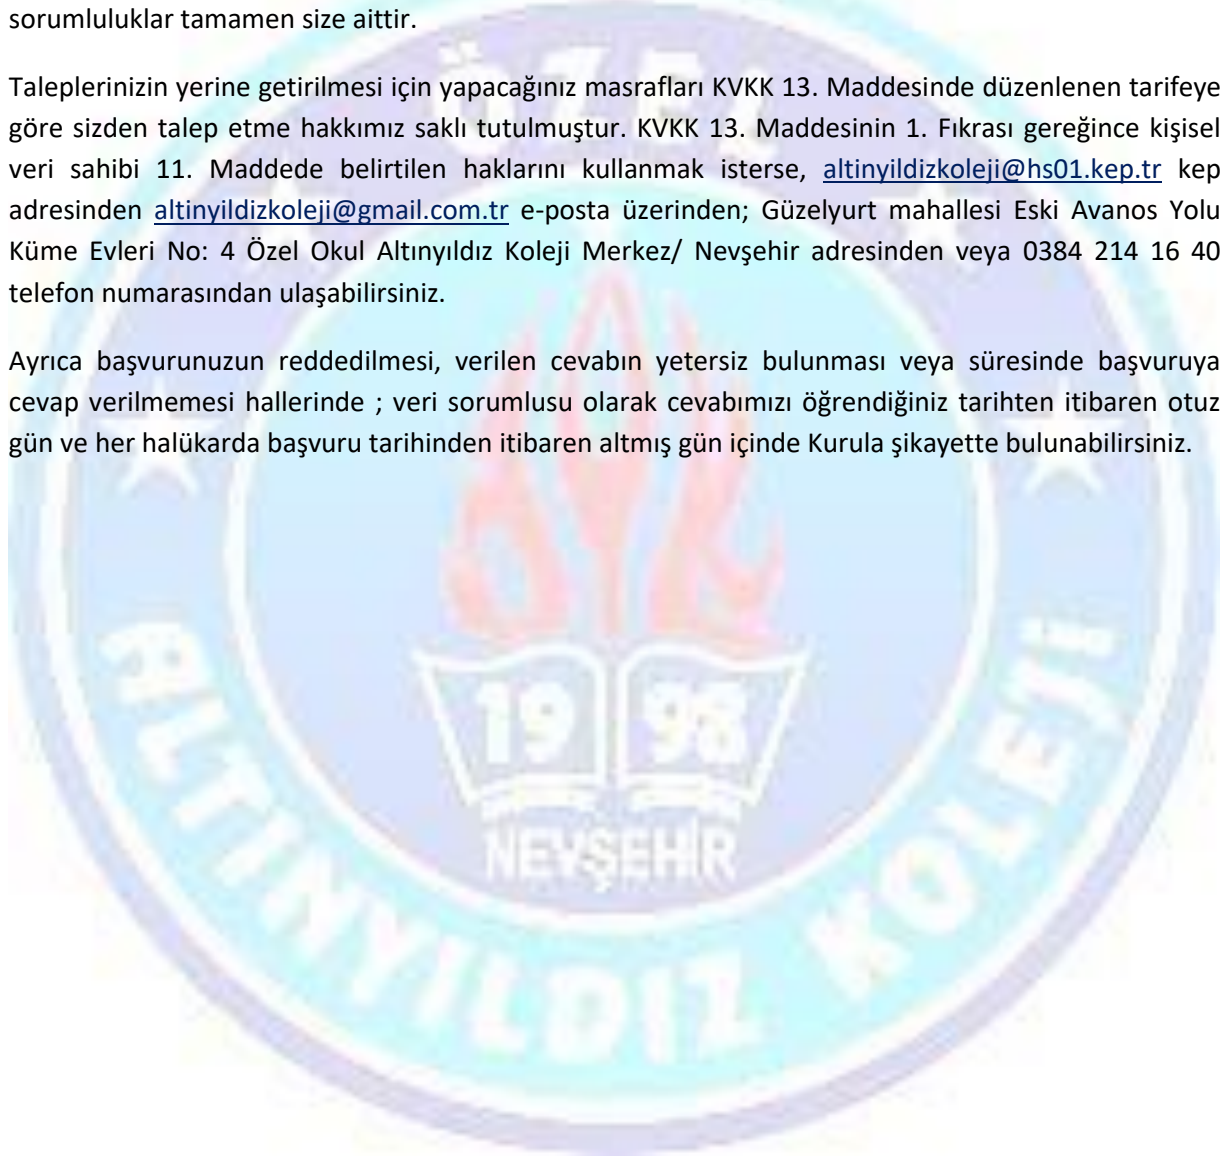 sorumluluklar tamamen size aittir.
Taleplerinizin yerine getirilmesi için yapacağınız masrafları KVKK 13. Maddesinde düzenlenen tarifeye
göre sizden talep etme hakkımız saklı tutulmuştur. KVKK 13. Maddesinin 1. Fıkrası gereğince kişisel
veri sahibi 11. Maddede belirtilen haklarını kullanmak isterse, altinyildizkoleji@hs01.kep.tr kep
adresinden altinyildizkoleji@gmail.com.tr e-posta üzerinden; Güzelyurt mahallesi Eski Avanos Yolu
Küme Evleri No: 4 Özel Okul Altınyıldız Koleji Merkez/ Nevşehir adresinden veya 0384 214 16 40
telefon numarasından ulaşabilirsiniz.
Ayrıca başvurunuzun reddedilmesi, verilen cevabın yetersiz bulunması veya süresinde başvuruya
cevap verilmemesi hallerinde ; veri sorumlusu olarak cevabımızı öğrendiğiniz tarihten itibaren otuz
gün ve her halükarda başvuru tarihinden itibaren altmış gün içinde Kurula şikayette bulunabilirsiniz.
ÖZEL
19 98
NEVŞEHİR
ALTINYILDIZ KOLEJİ